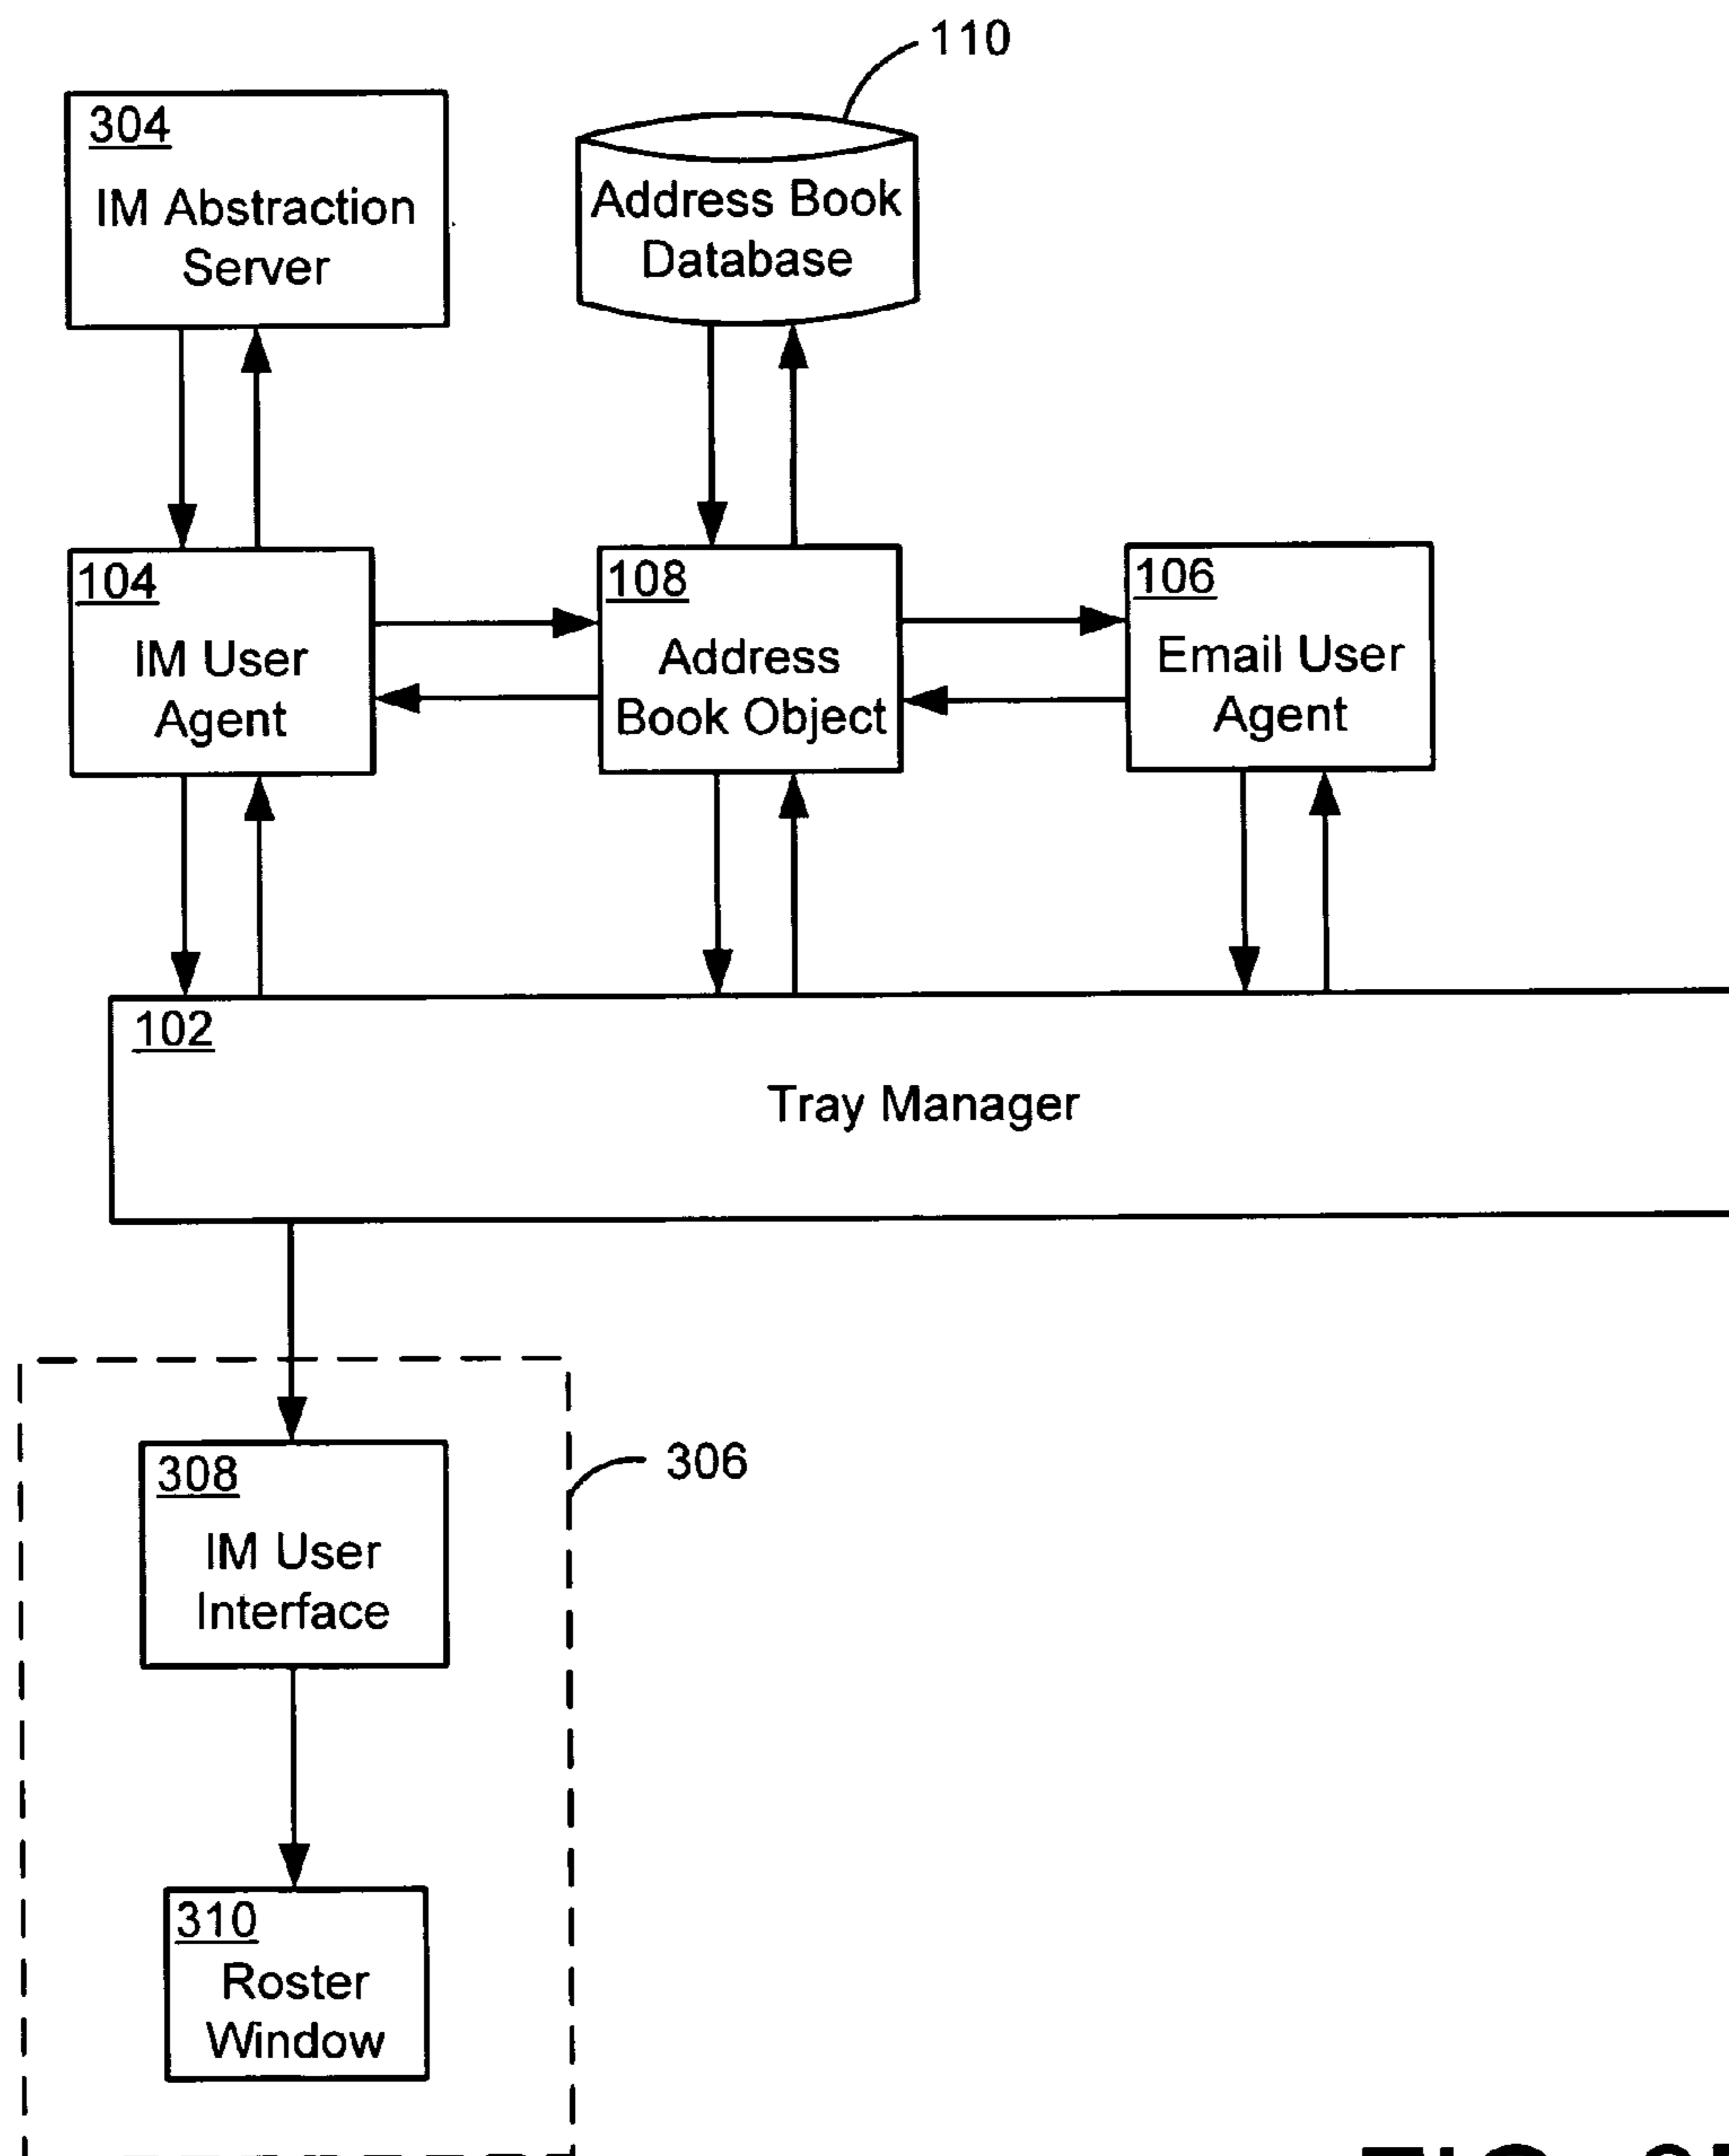 110
304
IM Abstraction
Server
Address Book
Database
104
IM User
Agent
108
Address
Book Object
106
Email User
Agent
102
Tray Manager
308
IM User
Interface
306
310
Roster
Window